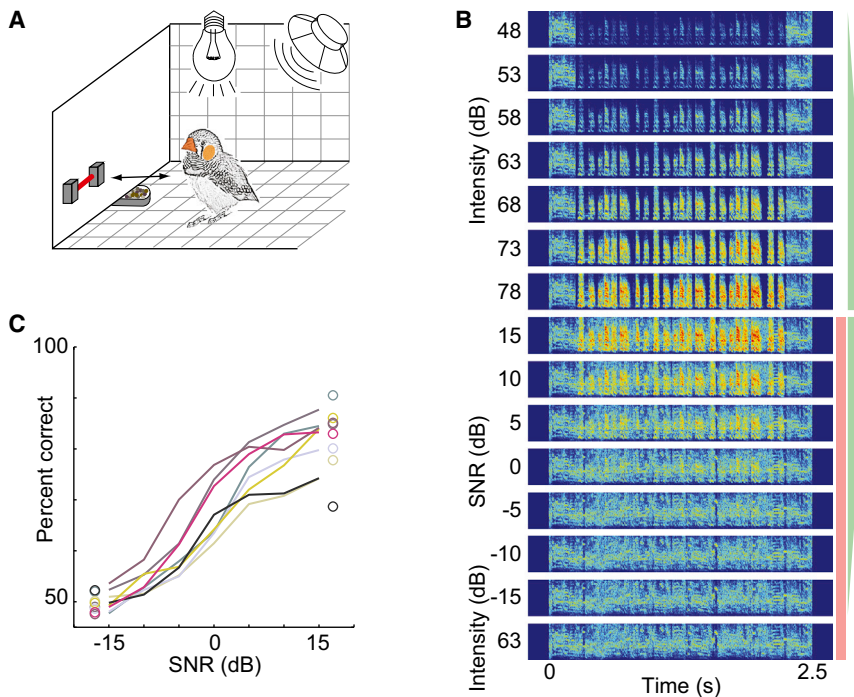 A
B
Intensity (dB)
48
53
58
63
68
73
78
SNR (dB)
15
10
5
0
-5
-10
-15
Intensity (dB)
63
0
2.5
Time (s)
C
Percent correct
100
50
-15
0
15
SNR (dB)